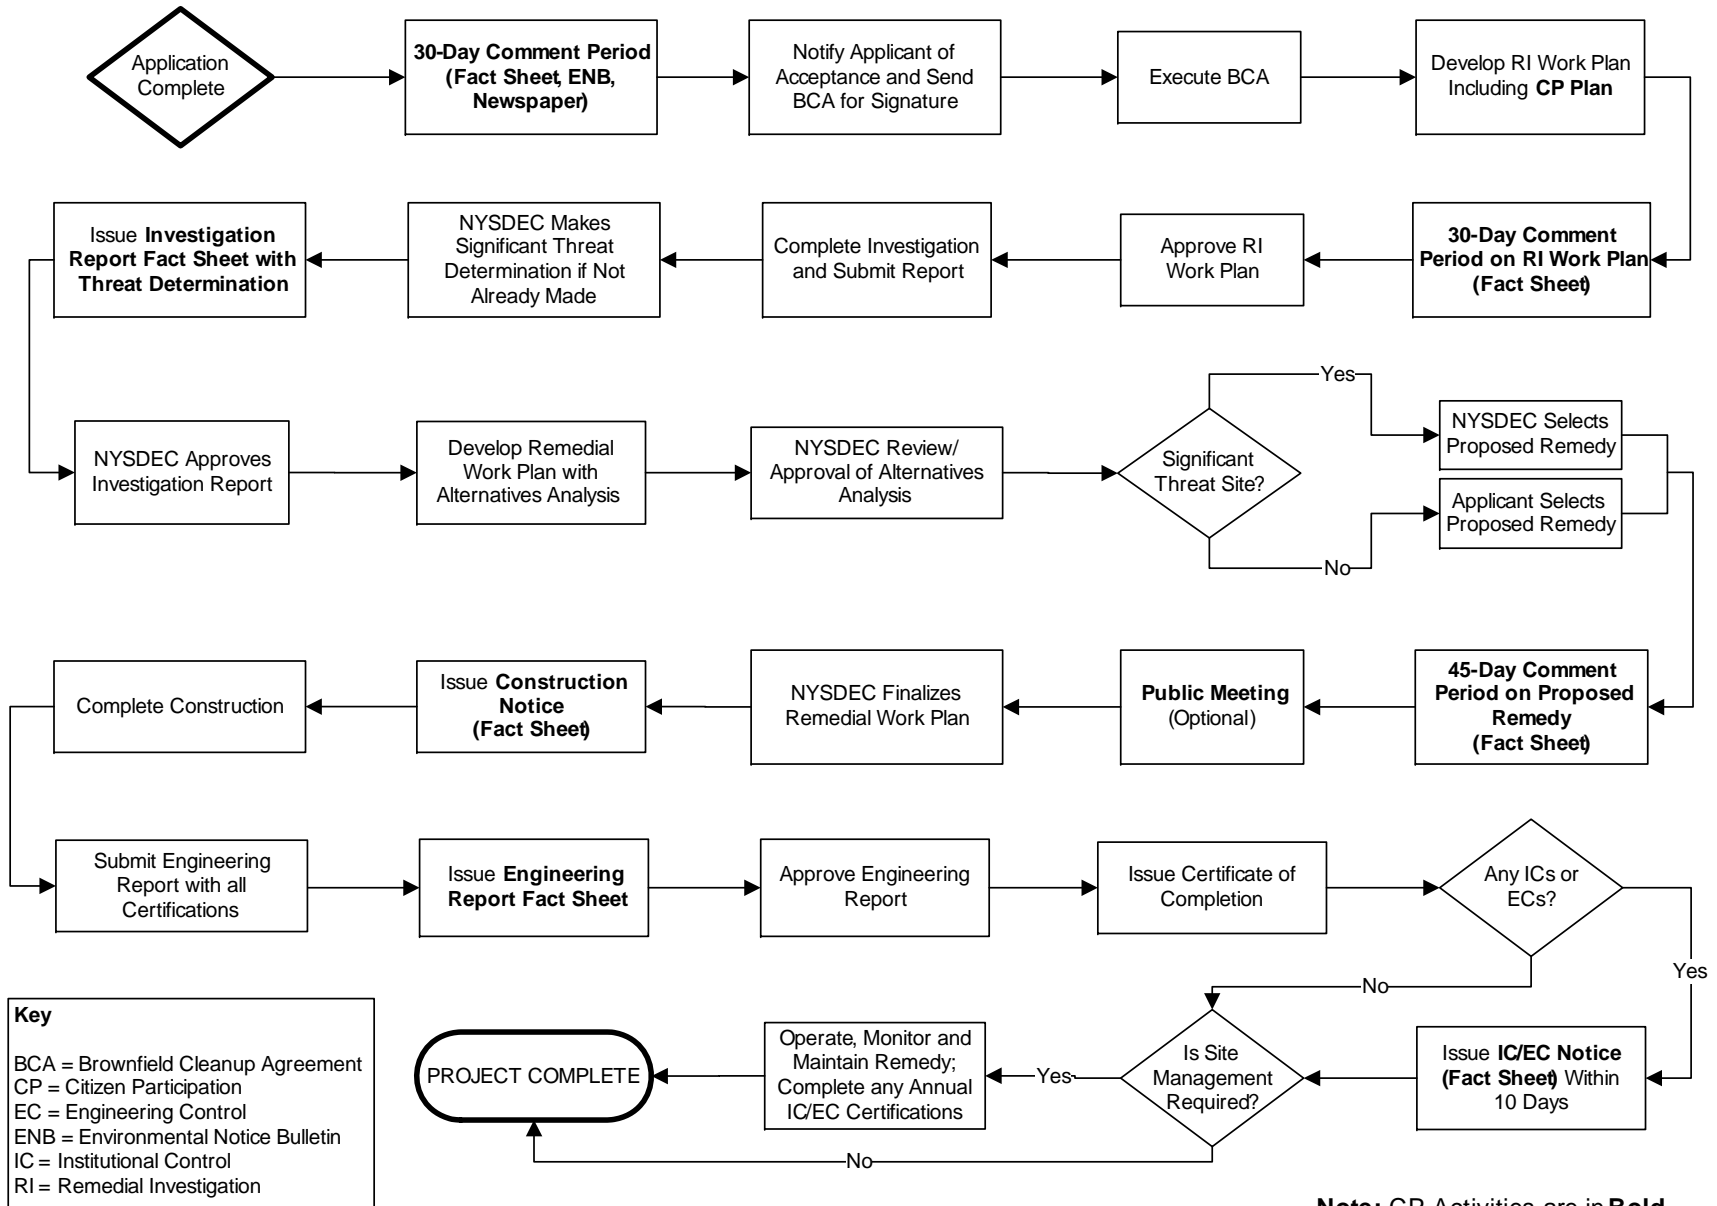 Application
Complete
30-Day Comment Period
(Fact Sheet, ENB,
Newspaper)
Notify Applicant of
Acceptance and Send
BCA for Signature
Execute BCA
Develop RI Work Plan
Including CP Plan
Issue Investigation
Report Fact Sheet with
Threat Determination
NYSDEC Makes
Significant Threat
Determination if Not
Already Made
Complete Investigation
and Submit Report
Approve RI
Work Plan
30-Day Comment
Period on RI Work Plan
(Fact Sheet)
NYSDEC Approves
Investigation Report
Develop Remedial
Work Plan with
Alternatives Analysis
NYSDEC Review/
Approval of Alternatives
Analysis
Significant
Threat Site?
Yes
No
NYSDEC Selects
Proposed Remedy
Applicant Selects
Proposed Remedy
Complete Construction
Issue Construction
Notice
(Fact Sheet)
NYSDEC Finalizes
Remedial Work Plan
Public Meeting
(Optional)
45-Day Comment
Period on Proposed
Remedy
(Fact Sheet)
Submit Engineering
Report with all
Certifications
Issue Engineering
Report Fact Sheet
Approve Engineering
Report
Issue Certificate of
Completion
Any ICs or
ECs?
Yes
No
Key
BCA = Brownfield Cleanup Agreement
CP = Citizen Participation
EC = Engineering Control
ENB = Environmental Notice Bulletin
IC = Institutional Control
RI = Remedial Investigation
PROJECT COMPLETE
Operate, Monitor and
Maintain Remedy;
Complete any Annual
IC/EC Certifications
Yes
Is Site
Management
Required?
Issue IC/EC Notice
(Fact Sheet) Within
10 Days
No
Note: CP Activities are in Bold